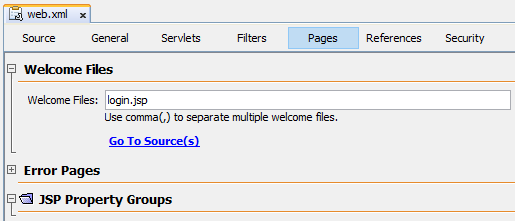 web.xml x
Source General Servlets Filters Pages References Security
Welcome Files
Welcome Files: login.jsp
Use comma(,) to separate multiple welcome files.
Go To Source(s)
Error Pages
JSP Property Groups